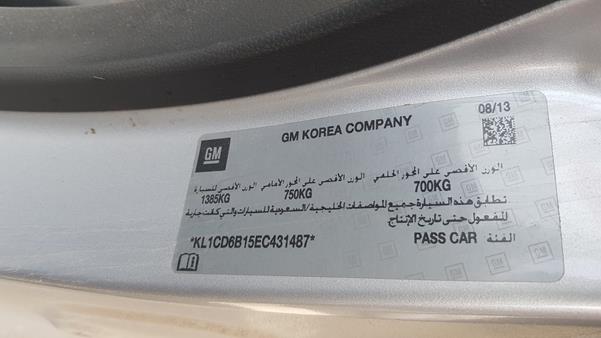 08/13
GM
GM KOREA COMPANY
الوزن الأقصى للسيارة الوزن الأقصى على المحور الأمامي الوزن الأقصى على المحور الخلفي
1385KG 750KG 700KG
تطابق هذه السيارة جميع المواصفات الخليجية/السعودية للسيارات والتي كانت جارية
المفعول حتى تاريخ الإنتاج.
*KL1CD6B15EC431487* PASS CAR الفئة